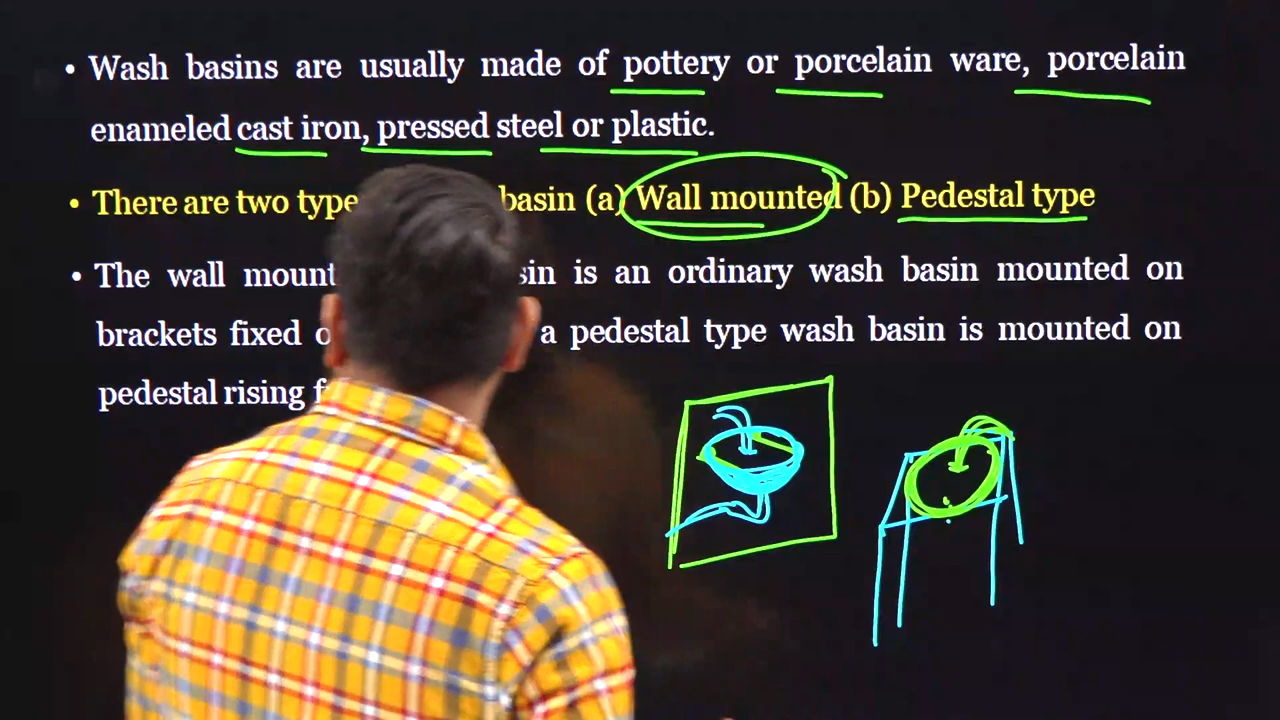 • Wash basins are usually made of pottery or porcelain ware, porcelain
enameled cast iron, pressed steel or plastic.
• There are two type basin (a) Wall mounted (b) Pedestal type
• The wall mount sin is an ordinary wash basin mounted on
brackets fixed o a pedestal type wash basin is mounted on
pedestal rising f